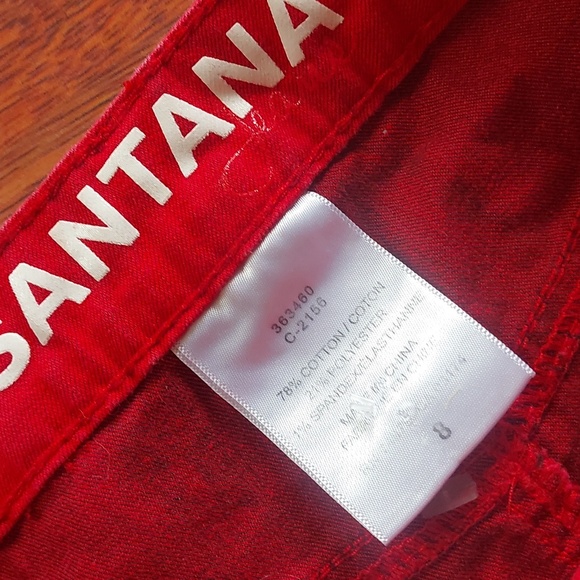 SANTANA
363460
C-2156
78% COTTON / COTON
21% POLYESTER
1% SPANDEX/ELASTHANNE
MADE IN CHINA
8